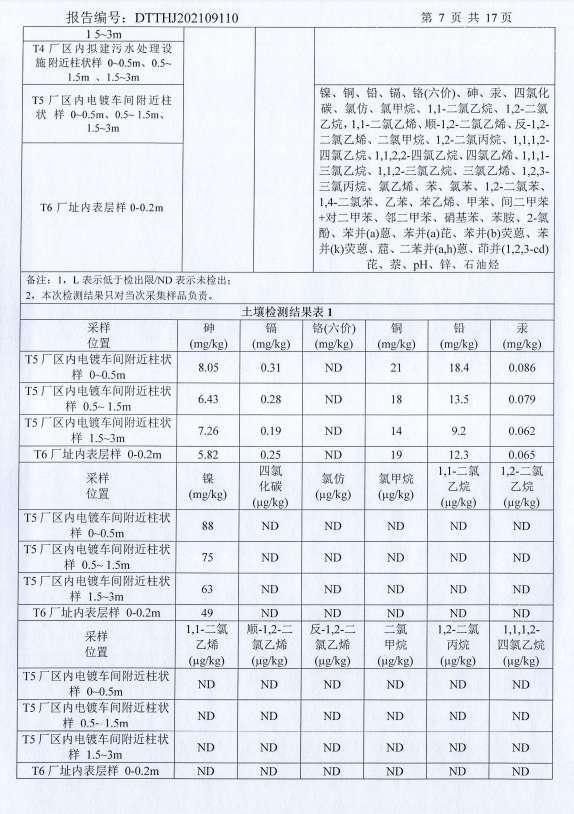 报告编号：DTTHJ202109110 第 7 页 共 17页
1 5~3m
T4 厂区内拟建污水处理设
施附近柱状样 0~0.5m、0.5~
1.5m 、1.5~3m
T5 厂区内电镀车间附近柱
状 样 0~0.5m、0.5~ 1.5m、
1.5~3m
T6 厂址内表层样 0-0.2m
镍、铜、铅、镉、铬(六价)、砷、汞、四氯化
碳、氯仿、氯甲烷、1,1-二氯乙烷、1,2-二氯
乙烷，1,1-二氯乙烯、顺-1,2-二氯乙烯、反-1,2-
二氯乙烯、二氯甲烷、1,2-二氯丙烷、1,1,1,2-
四氯乙烷、1,1,2,2-四氯乙烷、四氯乙烯、1,1,1-
三氯乙烷、1,1,2-三氯乙烷、三氯乙烯、1,2,3-
三氯丙烷、氯乙烯、苯、氯苯、1,2-二氯苯、
1,4-二氯苯、乙苯、苯乙烯、甲苯、间二甲苯
+对二甲苯、邻二甲苯、硝基苯、苯胺、2-氯
酚、苯并(a)蒽、苯并(a)芘、苯并(b)荧蒽、苯
并(k)荧蒽、䓛、二苯并(a,h)蒽、茚并(1,2,3-cd)
芘、萘、pH、锌、石油烃
备注：1，L 表示低于检出限/ND 表示未检出；
2，本次检测结果只对当次采集样品负责。
土壤检测结果表 1
采样 砷 镉 铬(六价) 铜 铅 汞
位置 (mg/kg) (mg/kg) (mg/kg) (mg/kg) (mg/kg) (mg/kg)
T5 厂区内电镀车间附近柱状
样 0~0.5m 8.05 0.31 ND 21 18.4 0.086
T5 厂区内电镀车间附近柱状
样 0.5~ 1.5m 6.43 0.28 ND 18 13.5 0.079
T5 厂区内电镀车间附近柱状
样 1.5~3m 7.26 0.19 ND 14 9.2 0.062
T6 厂址内表层样 0-0.2m 5.82 0.25 ND 19 12.3 0.065
采样 镍 四氯 氯仿 氯甲烷 1,1-二氯 1,2-二氯
位置 (mg/kg) 化碳 (μg/kg) (μg/kg) 乙烷 乙烷
(μg/kg) (μg/kg) (μg/kg)
T5 厂区内电镀车间附近柱状
样 0~0.5m 88 ND ND ND ND ND
T5 厂区内电镀车间附近柱状
样 0.5~ 1.5m 75 ND ND ND ND ND
T5 厂区内电镀车间附近柱状
样 1.5~3m 63 ND ND ND ND ND
T6 厂址内表层样 0-0.2m 49 ND ND ND ND ND
采样 1,1-二氯 顺-1,2-二 反-1,2-二 二氯 1,2-二氯 1,1,1,2-
位置 乙烯 氯乙烯 氯乙烯 甲烷 丙烷 四氯乙烷
(μg/kg) (μg/kg) (μg/kg) (μg/kg) (μg/kg) (μg/kg)
T5 厂区内电镀车间附近柱状
样 0~0.5m ND ND ND ND ND ND
T5 厂区内电镀车间附近柱状
样 0.5~ 1.5m ND ND ND ND ND ND
T5 厂区内电镀车间附近柱状
样 1.5~3m ND ND ND ND ND ND
T6 厂址内表层样 0-0.2m ND ND ND ND ND ND